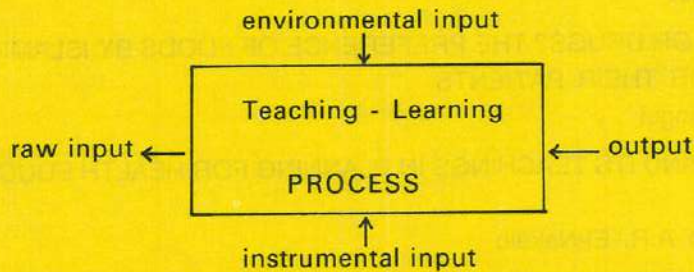 environmental input
Teaching - Learning
raw input
output
PROCESS
instrumental input